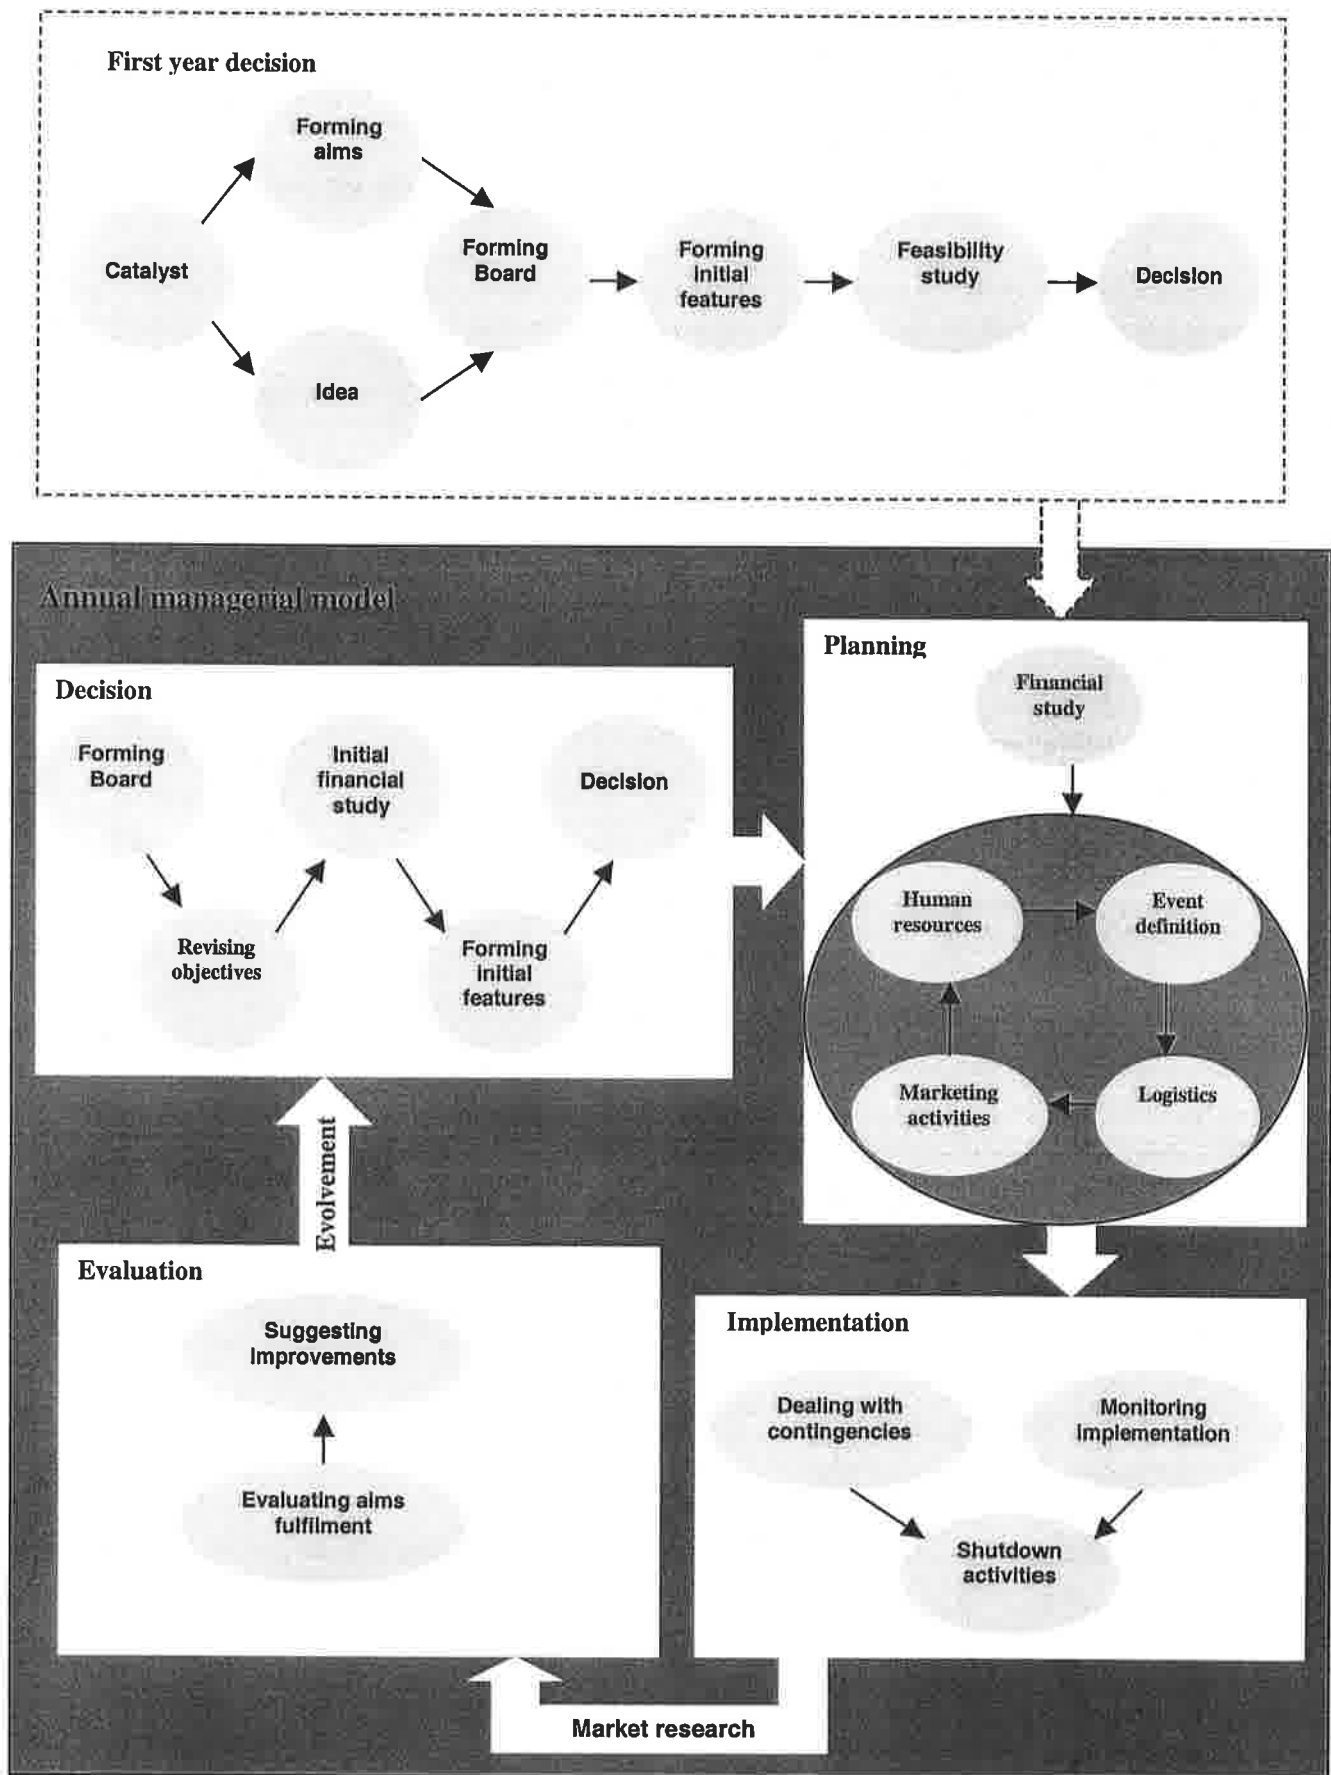 First year decision
Forming
aims
Catalyst
Idea
Forming
Board
Forming
initial
features
Feasibility
study
Decision
Annual managerial model
Decision
Forming
Board
Revising
objectives
Initial
financial
study
Forming
initial
features
Decision
Planning
Financial
study
Human
resources
Event
definition
Marketing
activities
Logistics
Evolvement
Evaluation
Suggesting
improvements
Evaluating aims
fulfilment
Implementation
Dealing with
contingencies
Monitoring
implementation
Shutdown
activities
Market research